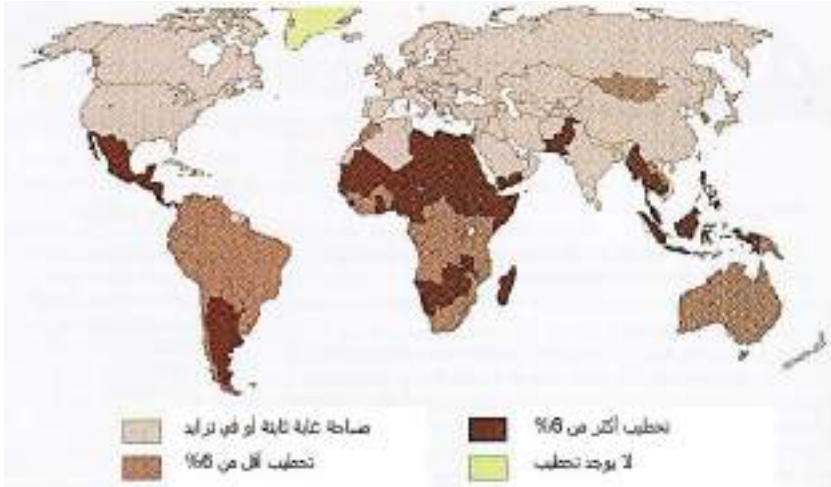 تحطيب أكثر من 6%
مساحة غابة ثابتة أو في تزايد
لا يوجد تحطيب
تحطيب أقل من 6%